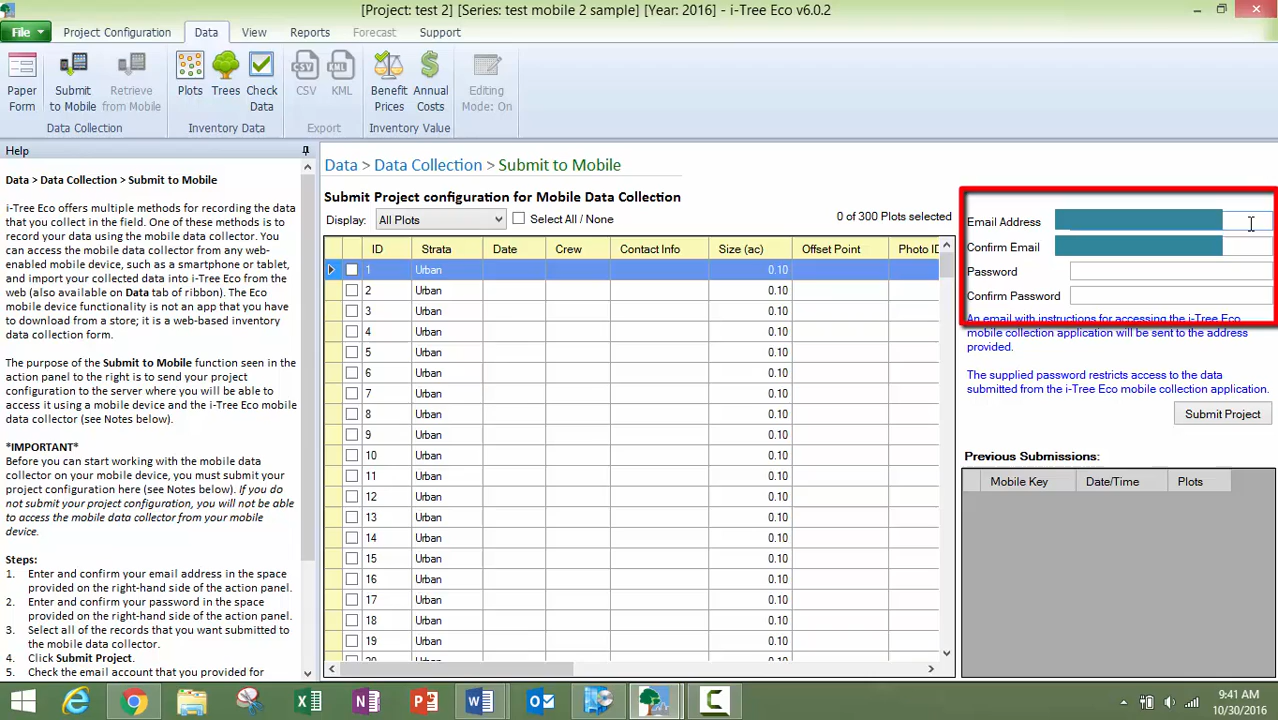 [Project: test 2] [Series: test mobile 2 sample] [Year: 2016] - i-Tree Eco v6.0.2
File Project Configuration Data View Reports Forecast Support
Paper Form
Submit to Mobile
Retrieve from Mobile
Data Collection
Plots
Trees
Check Data
Inventory Data
CSV
KML
Export
Benefit Prices
Annual Costs
Inventory Value
Editing Mode: On
Help
Data > Data Collection > Submit to Mobile
i-Tree Eco offers multiple methods for recording the data
that you collect in the field. One of these methods is to
record your data using the mobile data collector. You
can access the mobile data collector from any web-
enabled mobile device, such as a smartphone or tablet,
and import your collected data into i-Tree Eco from the
web (also available on Data tab of ribbon). The Eco
mobile device functionality is not an app that you have to
download from a store; it is a web-based inventory
data collection form.
The purpose of the Submit to Mobile function seen in the
action panel to the right is to send your project
configuration to the server where you will be able to
access it using a mobile device and the i-Tree Eco mobile
data collector (see Notes below).
*IMPORTANT*
Before you can start working with the mobile data
collector on your mobile device, you must submit your
project configuration here (see Notes below). If you do
not submit your project configuration, you will not be able
to access the mobile data collector from your mobile
device.
Steps:
1. Enter and confirm your email address in the space
provided on the right-hand side of the action panel.
2. Enter and confirm your password in the space
provided on the right-hand side of the action panel.
3. Select all of the records that you want submitted to
the mobile data collector.
4. Click Submit Project.
5. Check the email account that you provided for
Data > Data Collection > Submit to Mobile
Submit Project configuration for Mobile Data Collection
Display: All Plots Select All / None 0 of 300 Plots selected
ID Strata Date Crew Contact Info Size (ac) Offset Point Photo ID
1 Urban 0.10
2 Urban 0.10
3 Urban 0.10
4 Urban 0.10
5 Urban 0.10
6 Urban 0.10
7 Urban 0.10
8 Urban 0.10
9 Urban 0.10
10 Urban 0.10
11 Urban 0.10
12 Urban 0.10
13 Urban 0.10
14 Urban 0.10
15 Urban 0.10
16 Urban 0.10
17 Urban 0.10
18 Urban 0.10
19 Urban 0.10
Email Address
Confirm Email
Password
Confirm Password
An email with instructions for accessing the i-Tree Eco
mobile collection application will be sent to the address
provided.
The supplied password restricts access to the data
submitted from the i-Tree Eco mobile collection application.
Submit Project
Previous Submissions:
Mobile Key Date/Time Plots
9:41 AM
10/30/2016